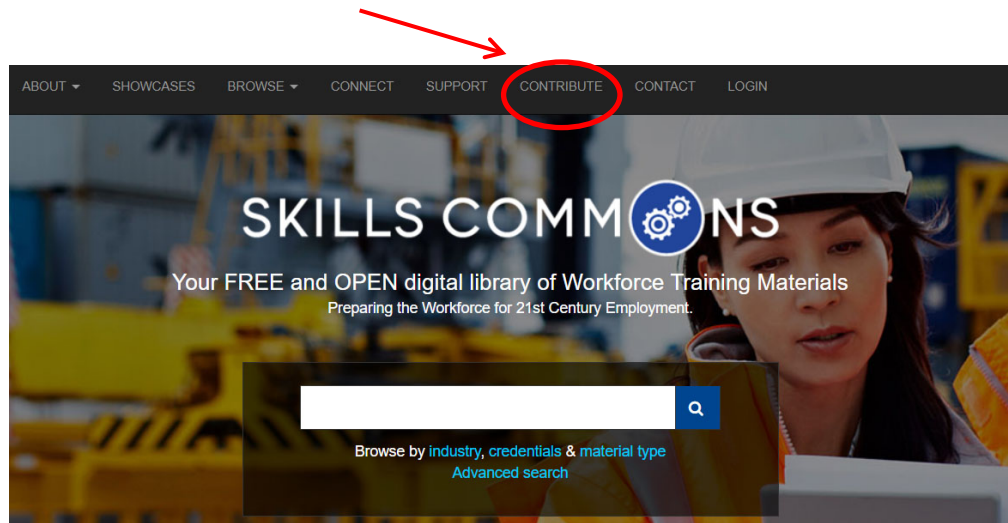 ABOUT SHOWCASES BROWSE CONNECT SUPPORT CONTRIBUTE CONTACT LOGIN
SKILLS COMMONS
Your FREE and OPEN digital library of Workforce Training Materials
Preparing the Workforce for 21st Century Employment.
Browse by industry, credentials & material type
Advanced search